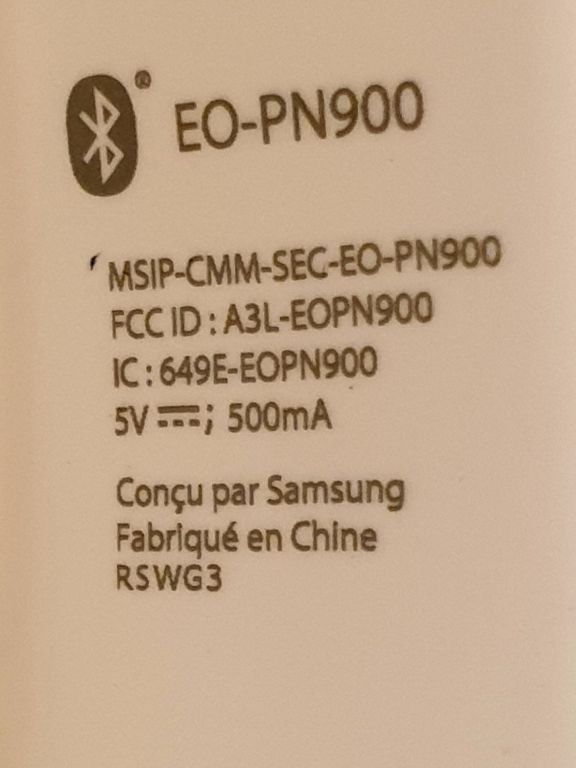 ® EO-PN900
MSIP-CMM-SEC-EO-PN900
FCC ID : A3L-EOPN900
IC : 649E-EOPN900
5V ⎓; 500mA
Conçu par Samsung
Fabriqué en Chine
RSWG3